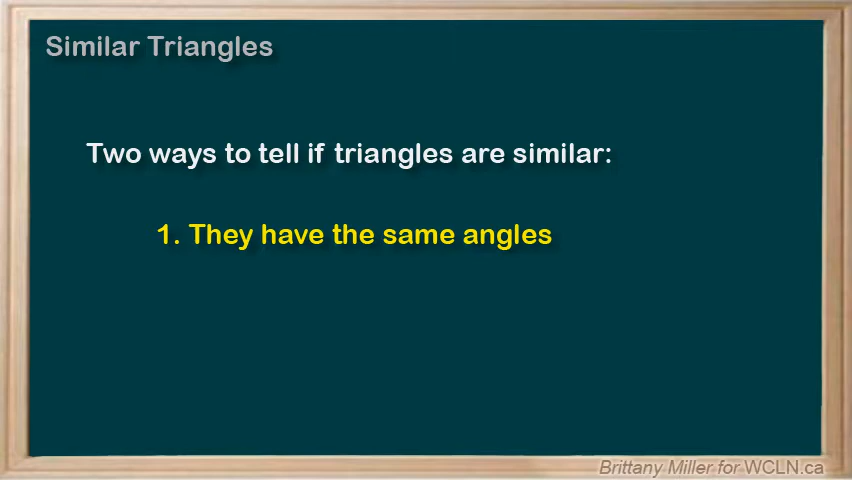 Similar Triangles
Two ways to tell if triangles are similar:
1. They have the same angles
Brittany Miller for WCLN.ca